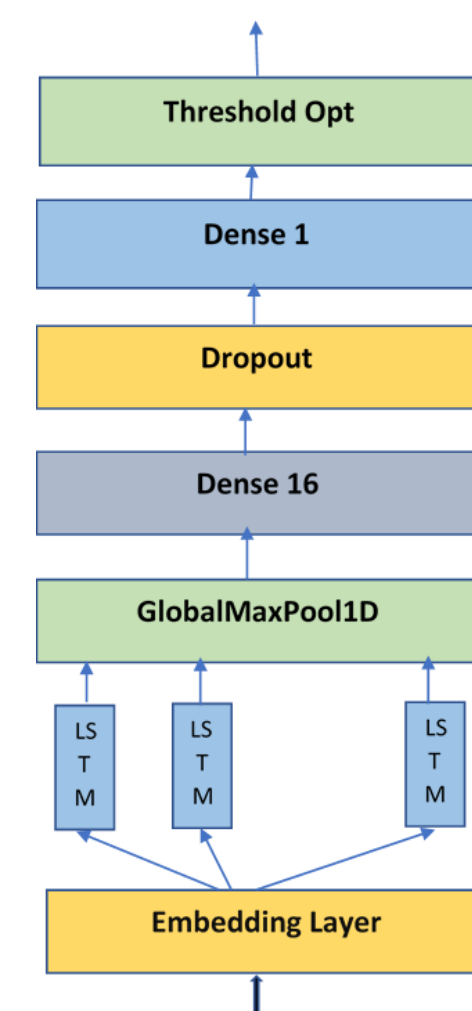 Threshold Opt
Dense 1
Dropout
Dense 16
GlobalMaxPool1D
LS
T
M
LS
T
M
LS
T
M
Embedding Layer